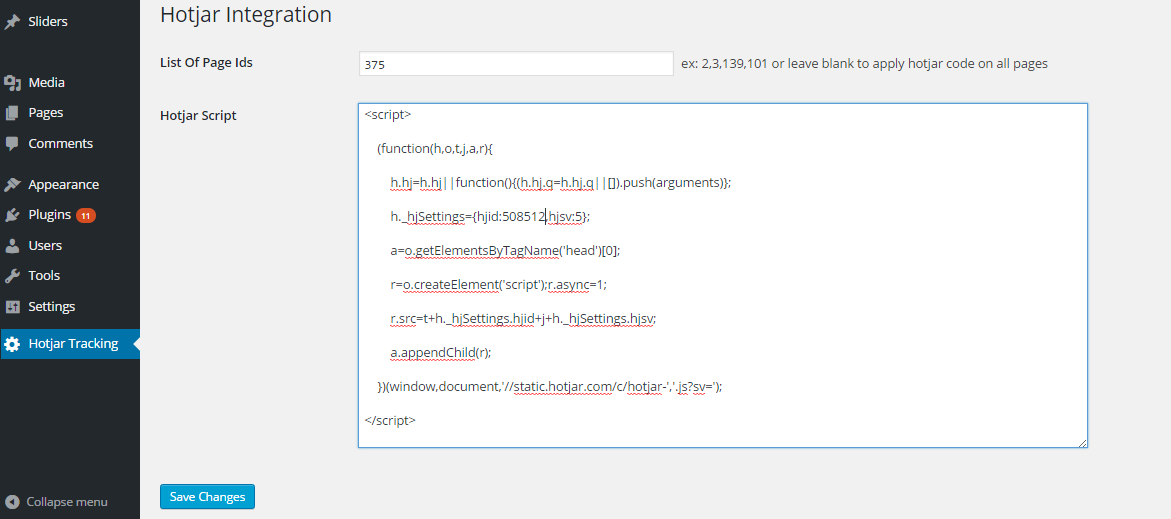 Sliders
Media
Pages
Comments
Appearance
Plugins 11
Users
Tools
Settings
Hotjar Tracking
Collapse menu
Hotjar Integration
List Of Page Ids
375
ex: 2,3,139,101 or leave blank to apply hotjar code on all pages
Hotjar Script
<script>
(function(h,o,t,j,a,r){
h.hj=h.hj||function(){(h.hj.q=h.hj.q||[]).push(arguments)};
h._hjSettings={hjid:508512,hjsv:5};
a=o.getElementsByTagName('head')[0];
r=o.createElement('script');r.async=1;
r.src=t+h._hjSettings.hjid+j+h._hjSettings.hjsv;
a.appendChild(r);
})(window,document,'//static.hotjar.com/c/hotjar-','.js?sv=');
</script>
Save Changes